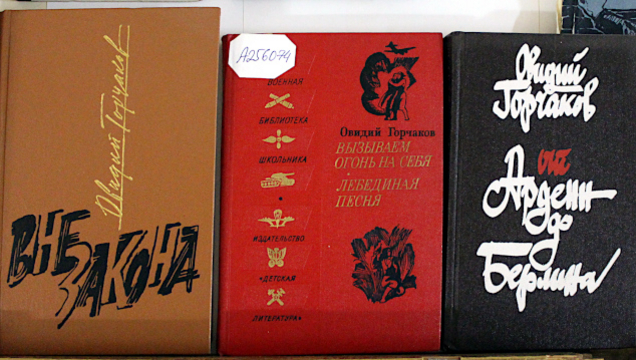 Овидий Горчаков
ВНЕ
ЗАКОНА
А256074
ВОЕННАЯ
БИБЛИОТЕКА
ШКОЛЬНИКА
ИЗДАТЕЛЬСТВО
«ДЕТСКАЯ
ЛИТЕРАТУРА»
Овидий Горчаков
ВЫЗЫВАЕМ
ОГОНЬ НА СЕБЯ
ЛЕБЕДИНАЯ
ПЕСНЯ
Овидий
Горчаков
от
Арденн
до
Берлина